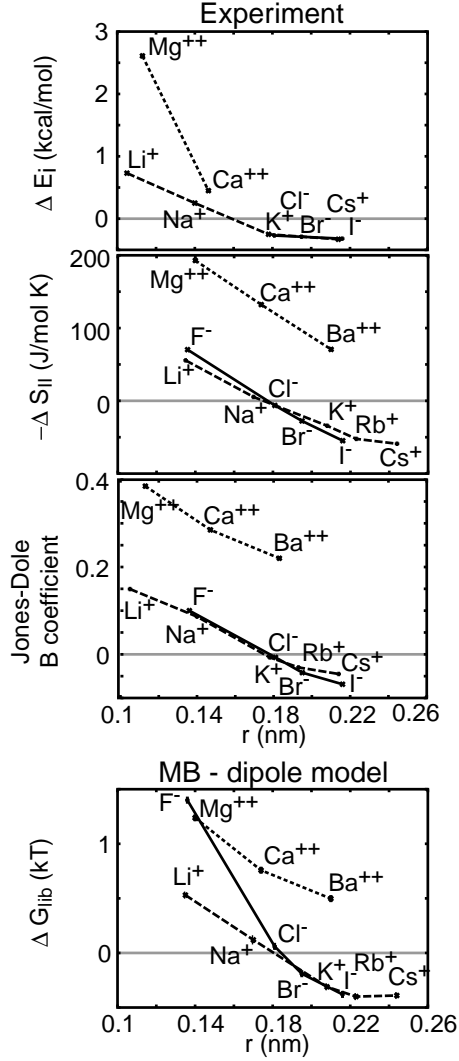 Experiment
Δ Ei (kcal/mol)
3
2
1
0
Mg++
Li+
Ca++
Na+
Cl-
Cs+
K+
Br-
I-
−Δ SII (J/mol K)
200
100
0
Mg++
Ca++
Ba++
F-
Li+
Cl-
Na+
K+
Rb+
Br-
I-
Cs+
Jones-Dole
B coefficient
0.4
0.2
0
Mg++
Ca++
Ba++
F-
Li+
Na+
Cl-
Rb+
K+
Cs+
Br-
I-
0.1 0.14 0.18 0.22 0.26
r (nm)
MB - dipole model
Δ Glib (kT)
1
0
F-
Mg++
Ca++
Li+
Ba++
Cl-
Na+
K+
Rb+
Br-
I-
Cs+
0.1 0.14 0.18 0.22 0.26
r (nm)